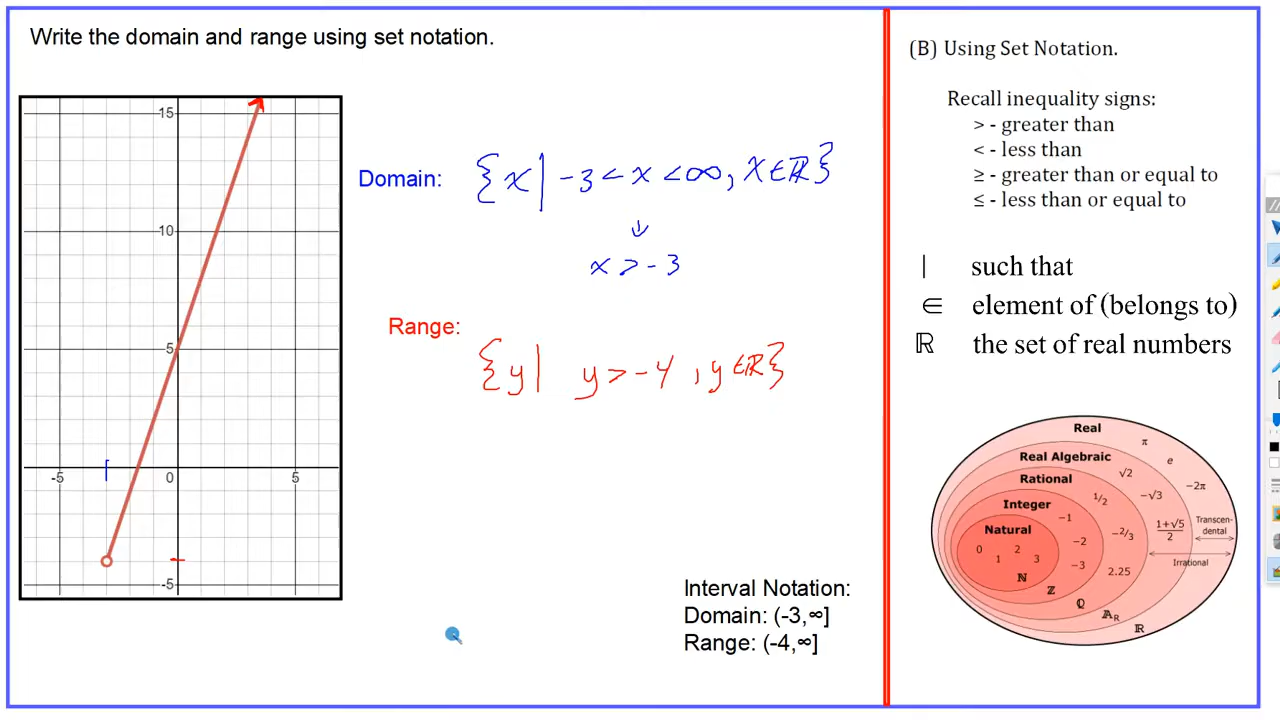 Write the domain and range using set notation.
15
10
5
-5
0
5
-5
Domain: {x| -3 < x < ∞, x∈ℝ}
↓
x > -3
Range:
{y| y > -4 , y∈ℝ}
Interval Notation:
Domain: (-3,∞]
Range: (-4,∞]
(B) Using Set Notation.
Recall inequality signs:
> - greater than
< - less than
≥ - greater than or equal to
≤ - less than or equal to
| such that
∈ element of (belongs to)
ℝ the set of real numbers
Real
π
Real Algebraic
e
√2
Rational
-2π
1/2
-√3
Integer
-1
Natural
-2/3
1+√5
2
Transcen-
dental
0
1
2
3
-2
-3
2.25
Irrational
ℕ
ℤ
ℚ
𝔸R
ℝ